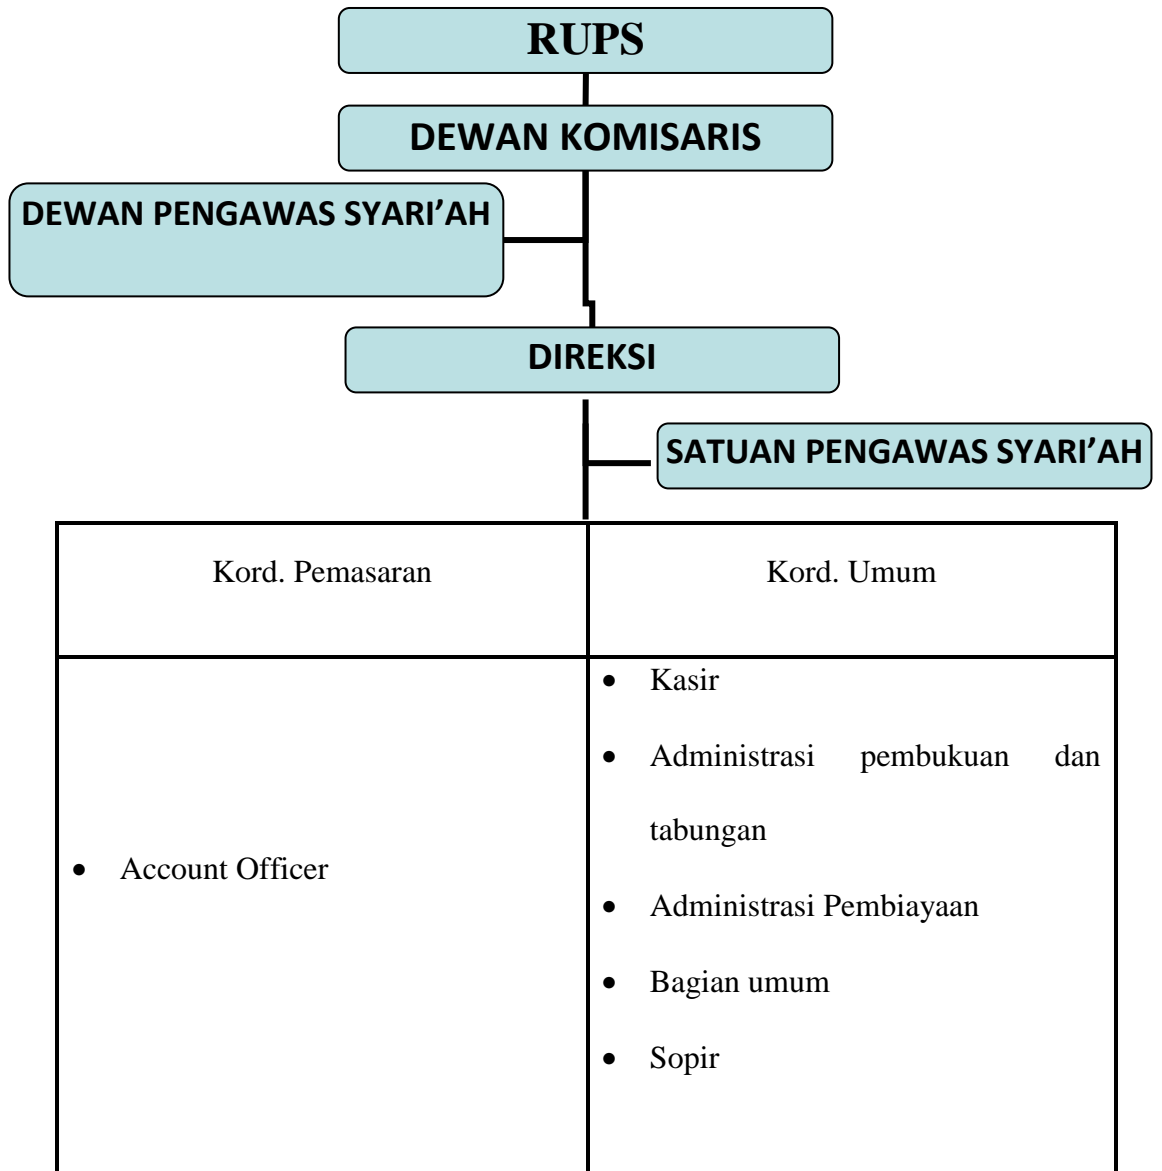 RUPS
DEWAN KOMISARIS
DEWAN PENGAWAS SYARI’AH
DIREKSI
SATUAN PENGAWAS SYARI’AH
Kord. Pemasaran
Kord. Umum
• Account Officer
• Kasir
• Administrasi pembukuan dan
tabungan
• Administrasi Pembiayaan
• Bagian umum
• Sopir